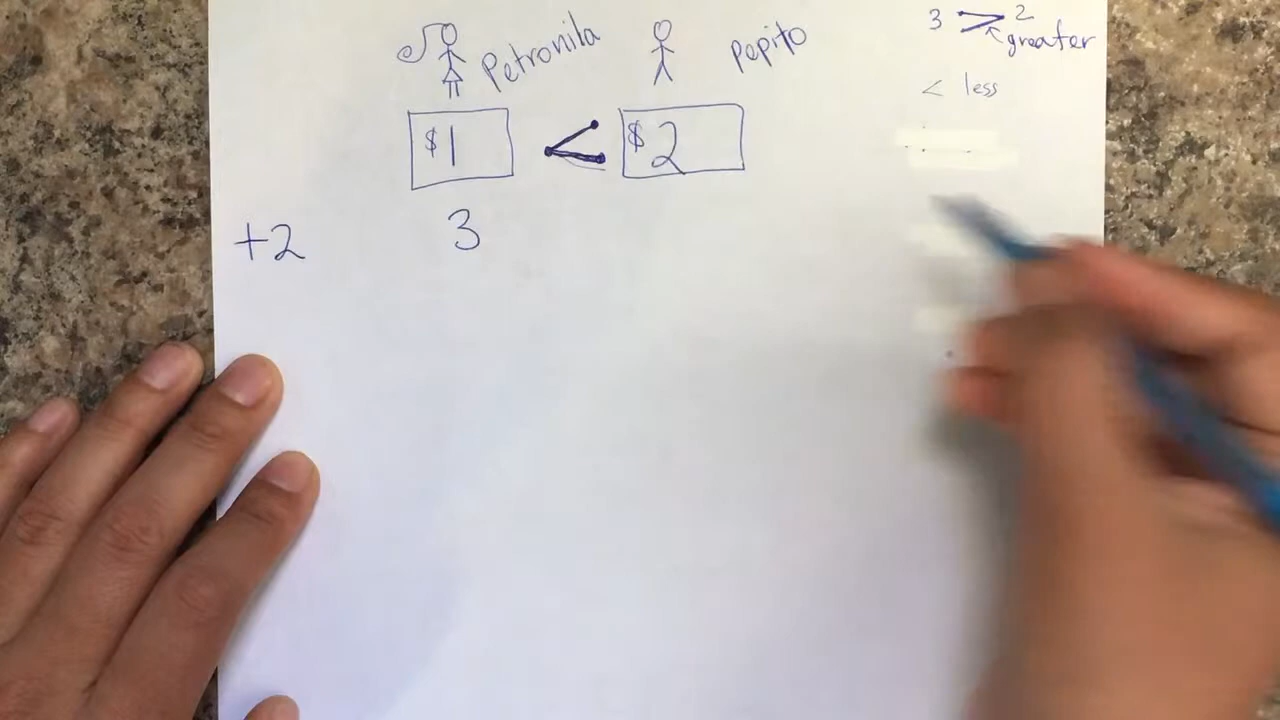 Petronila Pepito
3 > 2
greater
< less
$1 < $2
+2 3